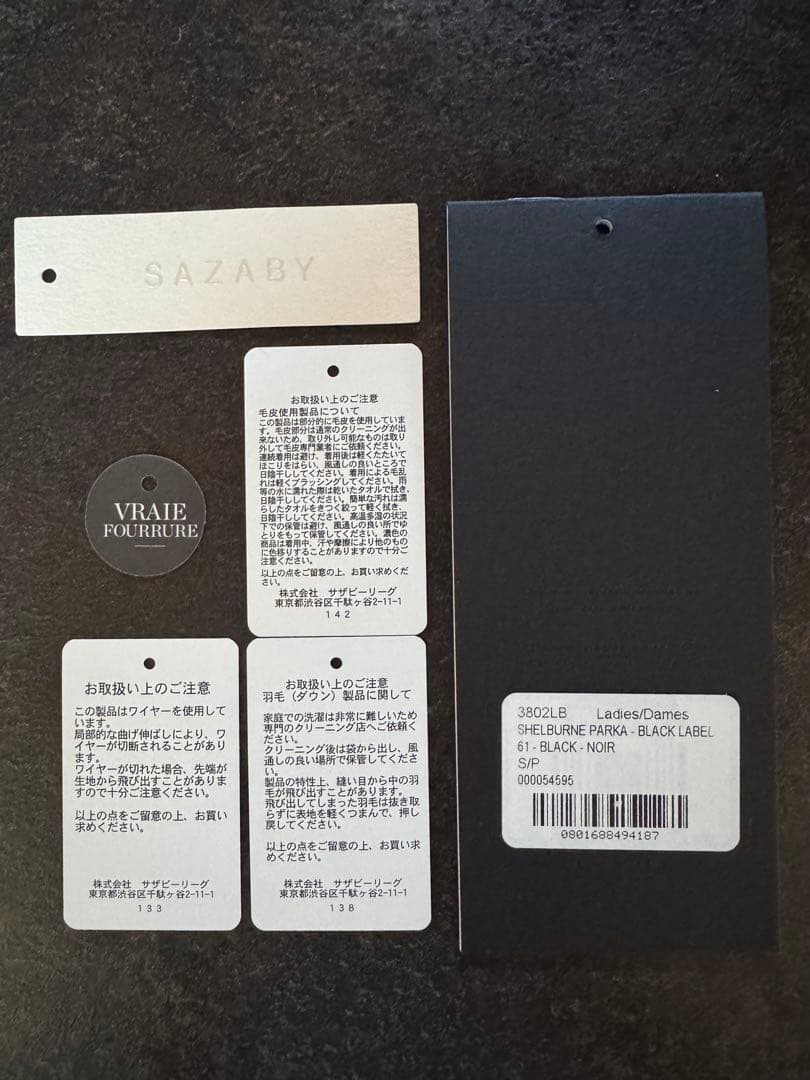 SAZABY
VRAIE
FOURRURE
お取扱い上のご注意
毛皮使用製品について
この製品は部分的に毛皮を使用していま
す。毛皮部分は通常のクリーニングが出
来ないため、取り外し可能なものは取り
外して毛皮専門業者にご依頼ください。
連続着用は避け、着用後は軽くたたいて
ほこりをはらい、風通しの良いところで
日陰干ししてください。着用による毛乱
れは軽くブラッシングしてください。雨
等の水に濡れた際は乾いたタオルで拭き、
日陰干ししてください。簡単な汚れは濡
らしたタオルをきつく絞って軽く拭き、
日陰干ししてください。高温多湿の状況
下での保管は避け、風通しの良い所でゆ
とりをもって保管してください。濃色の
商品は着用中、汗や摩擦により他のもの
に色移りすることがありますので十分ご
注意ください。
以上の点をご留意の上、お買い求めくだ
さい。
株式会社 サザビーリーグ
東京都渋谷区千駄ヶ谷2-11-1
142
お取扱い上のご注意
この製品はワイヤーを使用して
います。
局部的な曲げ伸ばしにより、ワ
イヤーが切断されることがあり
ます。
ワイヤーが切れた場合、先端が
生地から飛び出すことがありま
すので十分ご注意ください。
以上の点をご留意の上、お買い
求めください。
株式会社 サザビーリーグ
東京都渋谷区千駄ヶ谷2-11-1
133
お取扱い上のご注意
羽毛(ダウン)製品に関して
家庭での洗濯は非常に難しいため
専門のクリーニング店へご依頼く
ださい。
クリーニング後は袋から出し、風
通しの良い場所で保管してくださ
い。
製品の特性上、縫い目から中の羽
毛が飛び出すことがあります。
飛び出してしまった羽毛は抜き取
らずに表地を軽くつまんで、押し
戻してください。
以上の点をご留意の上、お買い求
めください。
株式会社 サザビーリーグ
東京都渋谷区千駄ヶ谷2-11-1
138
3802LB Ladies/Dames
SHELBURNE PARKA - BLACK LABEL
61 - BLACK - NOIR
S/P
000054595
0801688494187